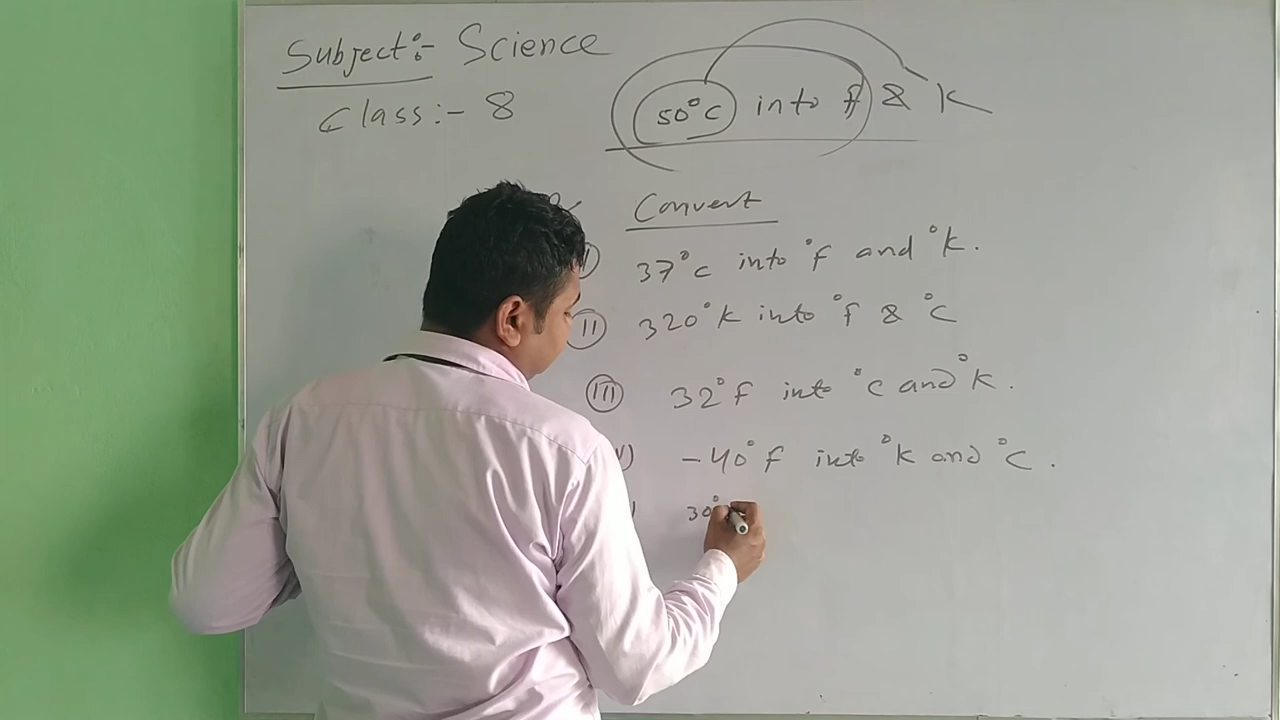 Subject:- Science
Class:- 8
50°C into f & K
Convert
37°C into °f and °K.
II 320°K into °f & °C
III 32°f into °C and °K.
-40°f into °K and °C.
30°